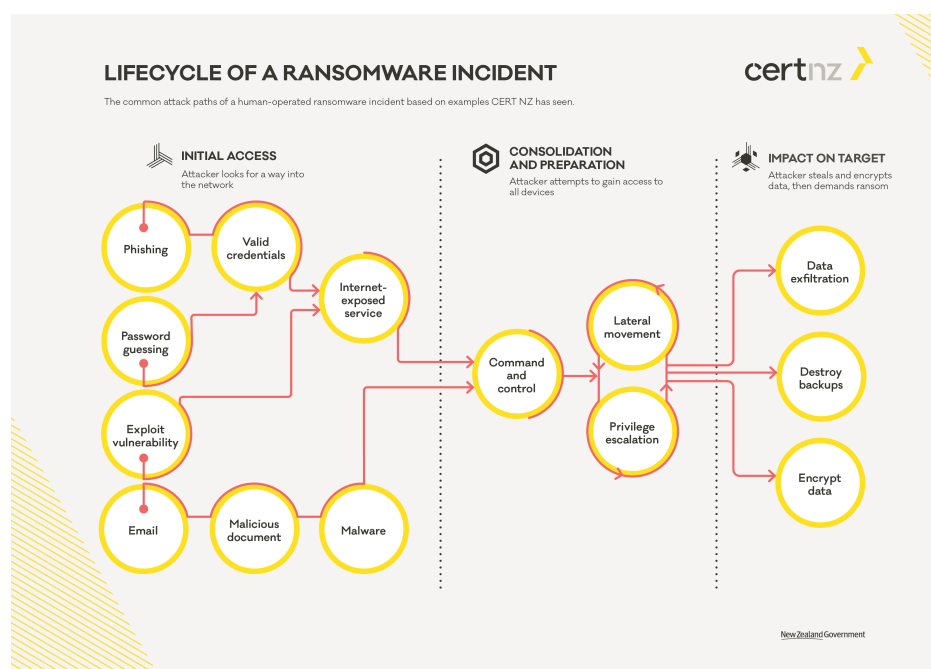 LIFECYCLE OF A RANSOMWARE INCIDENT
certnz
The common attack paths of a human-operated ransomware incident based on examples CERT NZ has seen.
INITIAL ACCESS
Attacker looks for a way into
the network
CONSOLIDATION
AND PREPARATION
Attacker attempts to gain access to
all devices
IMPACT ON TARGET
Attacker steals and encrypts
data, then demands ransom
Phishing
Valid
credentials
Internet-
exposed
service
Password
guessing
Exploit
vulnerability
Email
Malicious
document
Malware
Command
and
control
Lateral
movement
Privilege
escalation
Data
exfiltration
Destroy
backups
Encrypt
data
New Zealand Government